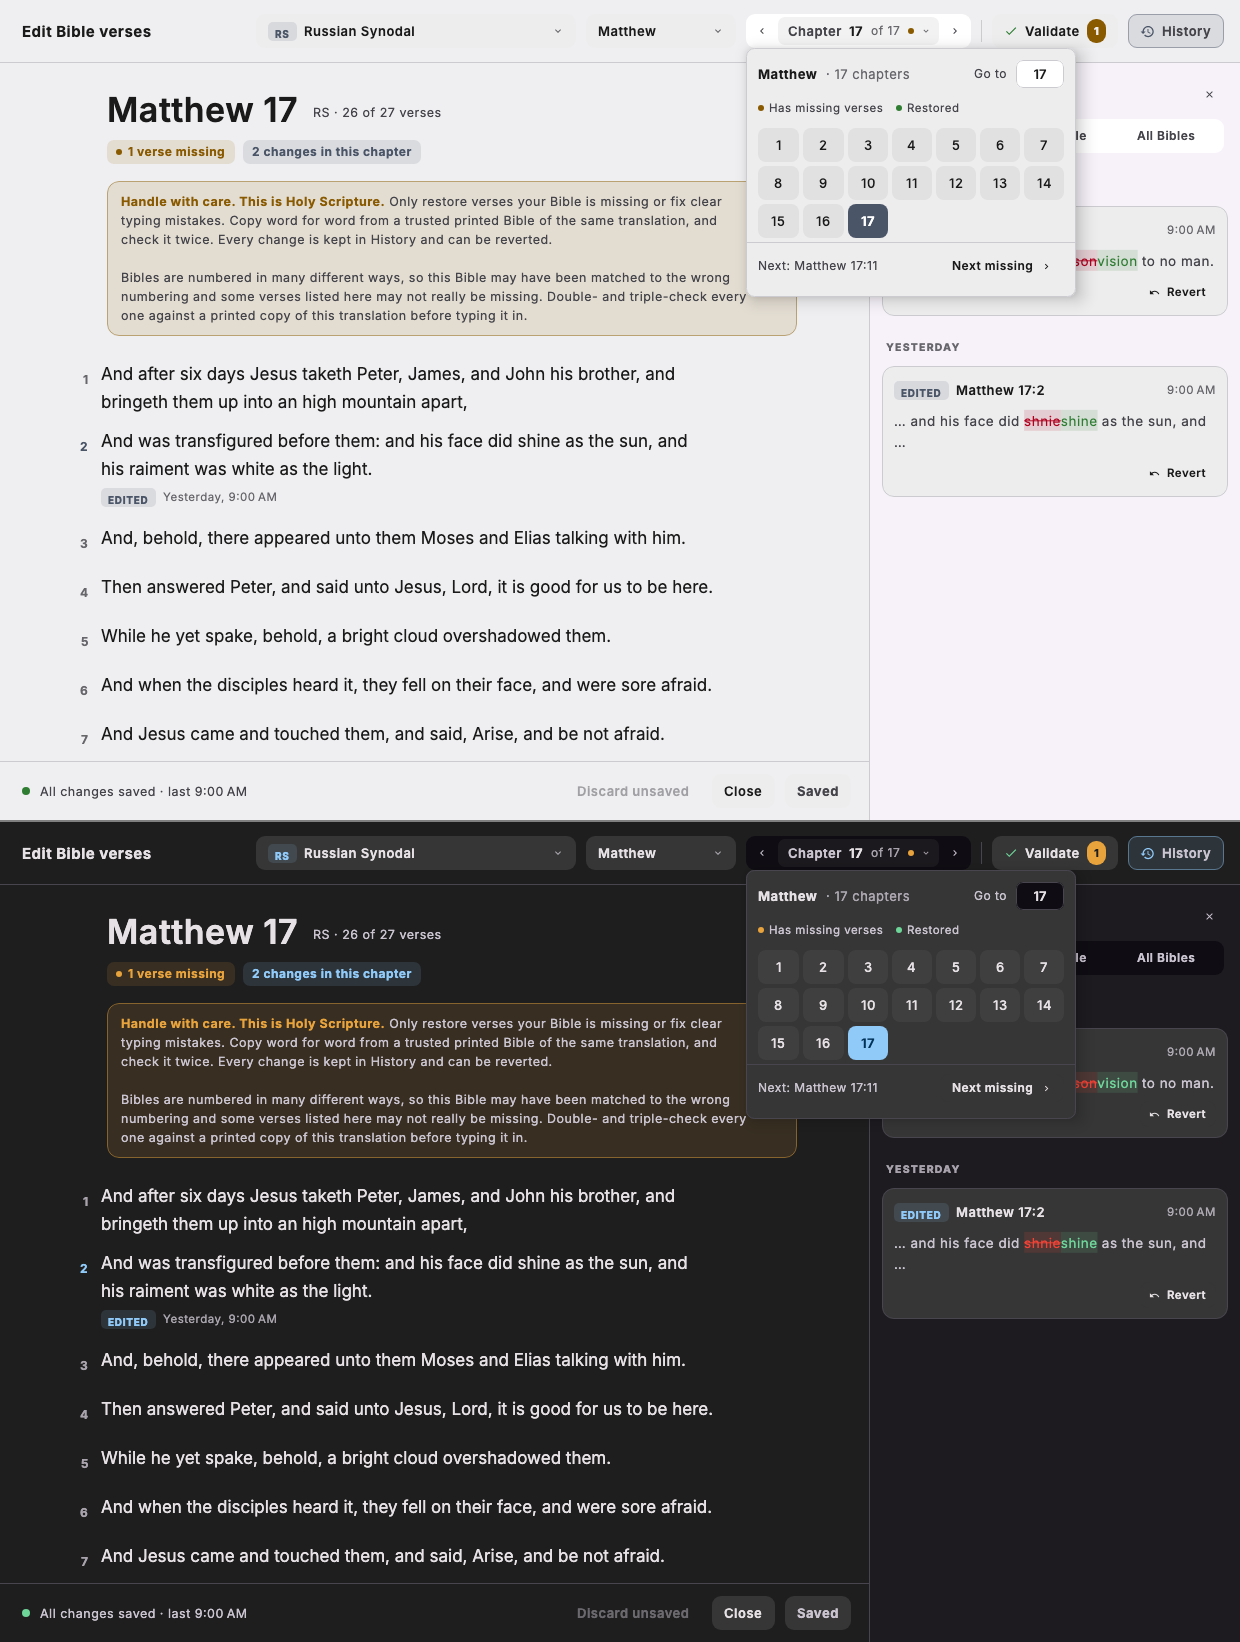 Edit Bible verses
RS Russian Synodal
Matthew
‹ Chapter 17 of 17 ›
✓ Validate 1
History
Matthew · 17 chapters Go to 17
Has missing verses Restored
1 2 3 4 5 6 7
8 9 10 11 12 13 14
15 16 17
Next: Matthew 17:11 Next missing ›
Matthew 17 RS · 26 of 27 verses
1 verse missing 2 changes in this chapter
Handle with care. This is Holy Scripture. Only restore verses your Bible is missing or fix clear
typing mistakes. Copy word for word from a trusted printed Bible of the same translation, and
check it twice. Every change is kept in History and can be reverted.
Bibles are numbered in many different ways, so this Bible may have been matched to the wrong
numbering and some verses listed here may not really be missing. Double- and triple-check every
one against a printed copy of this translation before typing it in.
1 And after six days Jesus taketh Peter, James, and John his brother, and
bringeth them up into an high mountain apart,
2 And was transfigured before them: and his face did shine as the sun, and
his raiment was white as the light.
EDITED Yesterday, 9:00 AM
3 And, behold, there appeared unto them Moses and Elias talking with him.
4 Then answered Peter, and said unto Jesus, Lord, it is good for us to be here.
5 While he yet spake, behold, a bright cloud overshadowed them.
6 And when the disciples heard it, they fell on their face, and were sore afraid.
7 And Jesus came and touched them, and said, Arise, and be not afraid.
All changes saved · last 9:00 AM
Discard unsaved Close Saved
×
All Bibles
9:00 AM
vision to no man.
Revert
YESTERDAY
EDITED Matthew 17:2 9:00 AM
... and his face did shnieshine as the sun, and
...
Revert
Edit Bible verses
RS Russian Synodal
Matthew
‹ Chapter 17 of 17 ›
✓ Validate 1
History
Matthew · 17 chapters Go to 17
Has missing verses Restored
1 2 3 4 5 6 7
8 9 10 11 12 13 14
15 16 17
Next: Matthew 17:11 Next missing ›
Matthew 17 RS · 26 of 27 verses
1 verse missing 2 changes in this chapter
Handle with care. This is Holy Scripture. Only restore verses your Bible is missing or fix clear
typing mistakes. Copy word for word from a trusted printed Bible of the same translation, and
check it twice. Every change is kept in History and can be reverted.
Bibles are numbered in many different ways, so this Bible may have been matched to the wrong
numbering and some verses listed here may not really be missing. Double- and triple-check every
one against a printed copy of this translation before typing it in.
1 And after six days Jesus taketh Peter, James, and John his brother, and
bringeth them up into an high mountain apart,
2 And was transfigured before them: and his face did shine as the sun, and
his raiment was white as the light.
EDITED Yesterday, 9:00 AM
3 And, behold, there appeared unto them Moses and Elias talking with him.
4 Then answered Peter, and said unto Jesus, Lord, it is good for us to be here.
5 While he yet spake, behold, a bright cloud overshadowed them.
6 And when the disciples heard it, they fell on their face, and were sore afraid.
7 And Jesus came and touched them, and said, Arise, and be not afraid.
All changes saved · last 9:00 AM
Discard unsaved Close Saved
×
All Bibles
9:00 AM
vision to no man.
Revert
YESTERDAY
EDITED Matthew 17:2 9:00 AM
... and his face did shnieshine as the sun, and
...
Revert